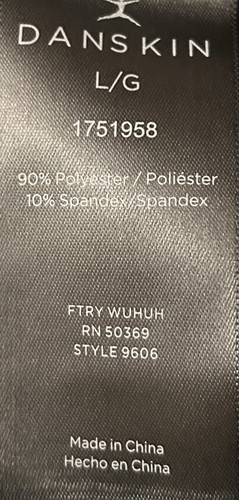 DANSKIN
L/G
1751958
90% Polyester / Poliéster
10% Spandex/Spandex
FTRY WUHUH
RN 50369
STYLE 9606
Made in China
Hecho en China